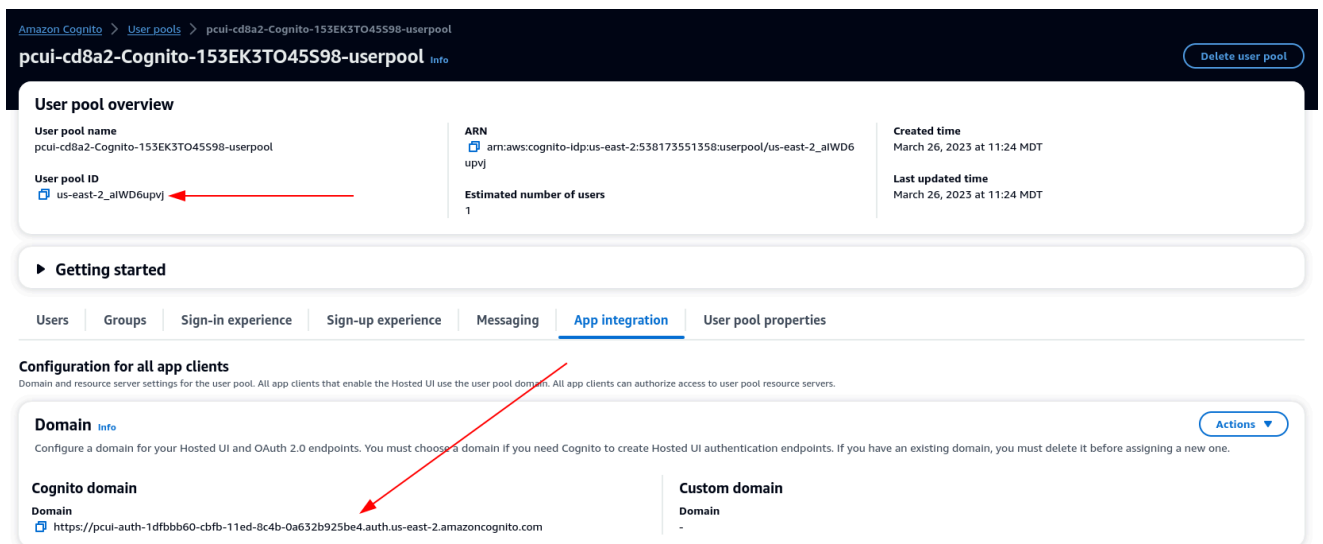 Amazon Cognito > User pools > pcui-cd8a2-Cognito-153EK3TO45S98-userpool
pcui-cd8a2-Cognito-153EK3TO45S98-userpool Info
Delete user pool
User pool overview
User pool name
pcui-cd8a2-Cognito-153EK3TO45S98-userpool
User pool ID
us-east-2_aIWD6upvj
ARN
arn:aws:cognito-idp:us-east-2:538173551358:userpool/us-east-2_aIWD6
upvj
Estimated number of users
1
Created time
March 26, 2023 at 11:24 MDT
Last updated time
March 26, 2023 at 11:24 MDT
Getting started
Users Groups Sign-in experience Sign-up experience Messaging App integration User pool properties
Configuration for all app clients
Domain and resource server settings for the user pool. All app clients that enable the Hosted UI use the user pool domain. All app clients can authorize access to user pool resource servers.
Domain Info
Actions
Configure a domain for your Hosted UI and OAuth 2.0 endpoints. You must choose a domain if you need Cognito to create Hosted UI authentication endpoints. If you have an existing domain, you must delete it before assigning a new one.
Cognito domain
Domain
https://pcui-auth-1dfbbb60-cbfb-11ed-8c4b-0a632b925be4.auth.us-east-2.amazoncognito.com
Custom domain
Domain
-